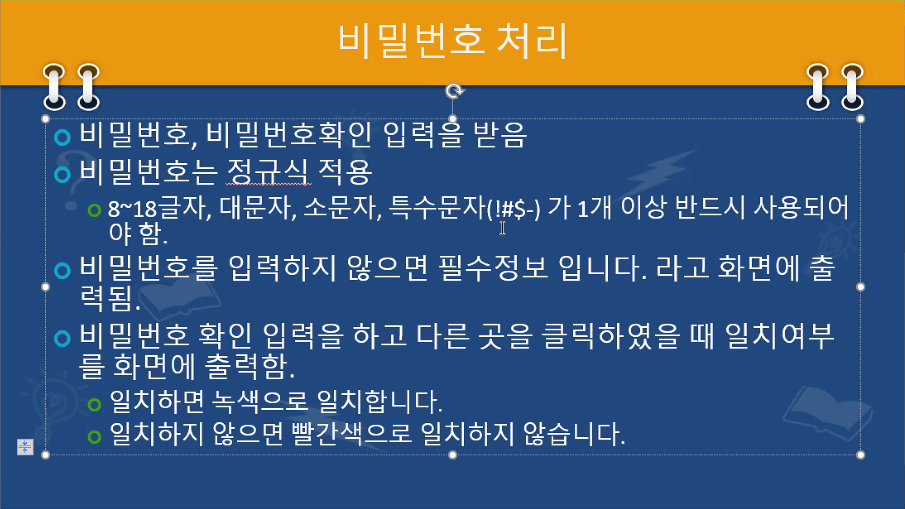 비밀번호 처리
비밀번호, 비밀번호확인 입력을 받음
비밀번호는 정규식 적용
8~18글자, 대문자, 소문자, 특수문자(!#$-) 가 1개 이상 반드시 사용되어
야 함.
비밀번호를 입력하지 않으면 필수정보 입니다. 라고 화면에 출
력됨.
비밀번호 확인 입력을 하고 다른 곳을 클릭하였을 때 일치여부
를 화면에 출력함.
일치하면 녹색으로 일치합니다.
일치하지 않으면 빨간색으로 일치하지 않습니다.